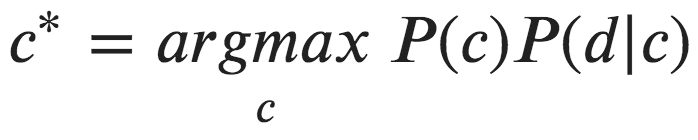 c* = argmax P(c)P(d|c)
c